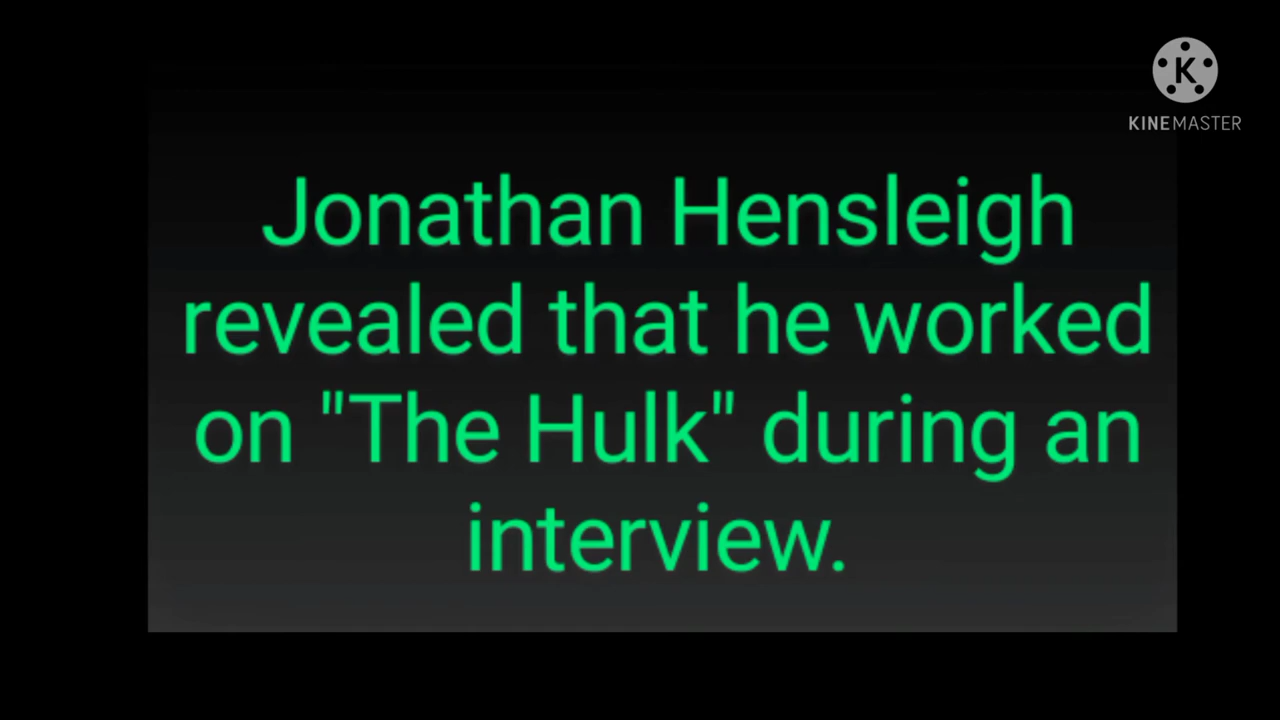 K
KINEMASTER
Jonathan Hensleigh
revealed that he worked
on "The Hulk" during an
interview.